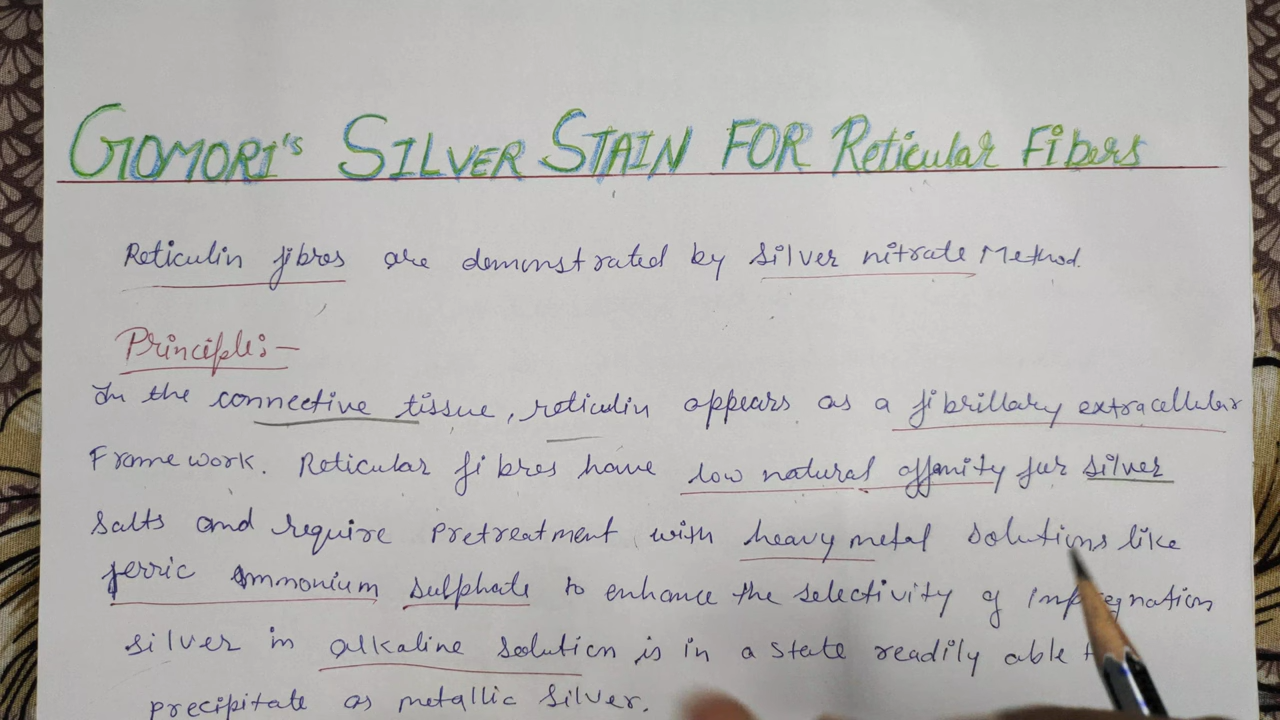 GOMORI's SILVER STAIN FOR Reticular Fibers
Reticulin fibres are demonstrated by silver nitrate Method.
Principle:-
In the connective tissue, reticulin appears as a fibrillary extracellular
Framework. Reticular fibres have low natural affinity for silver
salts and require pretreatment with heavy metal solutions like
ferric ammonium sulphate to enhance the selectivity of
silver in alkaline solution is in a state readily able
precipitate as metallic silver.